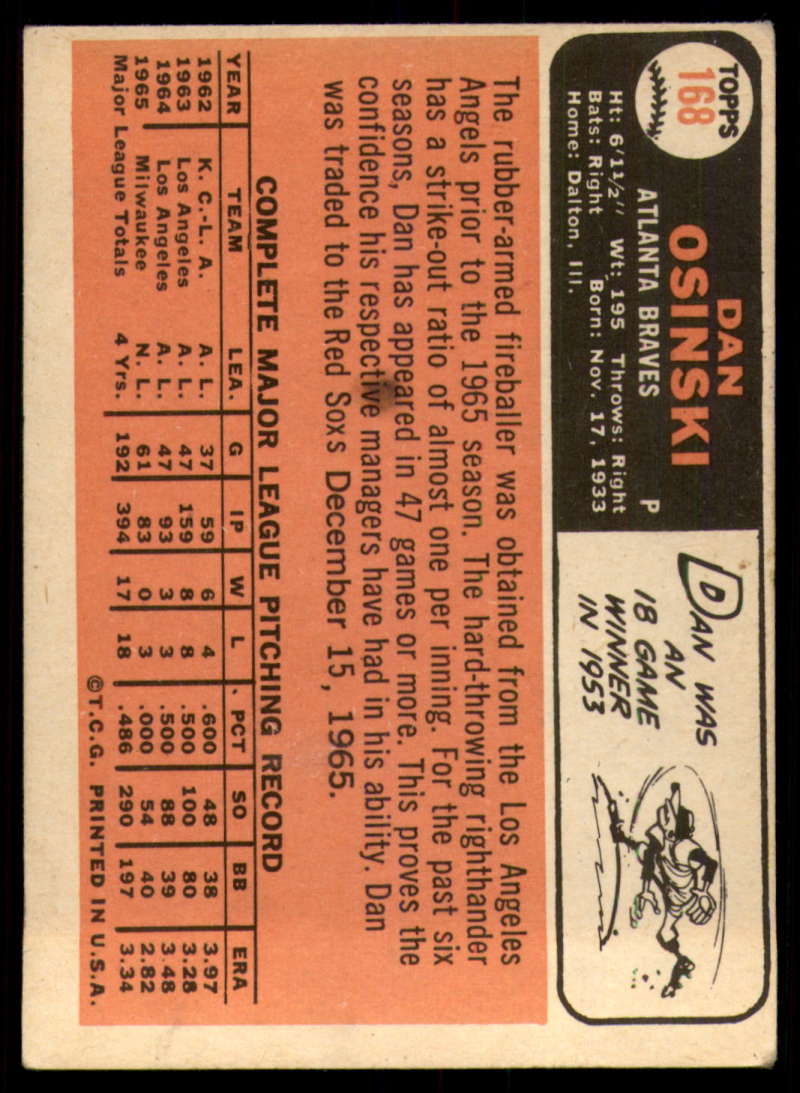 TOPPS
168
DAN
OSINSKI
ATLANTA BRAVES P
Ht: 6'1½" Wt: 195 Throws: Right
Bats: Right Born: Nov. 17, 1933
Home: Dalton, Ill.
DAN WAS
AN
18 GAME
WINNER
IN 1953
The rubber-armed fireballer was obtained from the Los Angeles
Angels prior to the 1965 season. The hard-throwing righthander
has a strike-out ratio of almost one per inning. For the past six
seasons, Dan has appeared in 47 games or more. This proves the
confidence his respective managers have had in his ability. Dan
was traded to the Red Soxs December 15, 1965.
COMPLETE MAJOR LEAGUE PITCHING RECORD
YEAR TEAM LEA. G IP W L PCT SO BB ERA
1962 K. C.-L. A. A. L. 37 59 6 4 .600 48 38 3.97
1963 Los Angeles A. L. 47 159 8 8 .500 100 80 3.28
1964 Los Angeles A. L. 47 93 3 3 .500 88 39 3.48
1965 Milwaukee N. L. 61 83 0 3 .000 54 40 2.82
Major League Totals 4 Yrs. 192 394 17 18 .486 290 197 3.34
©T.C.G. PRINTED IN U.S.A.